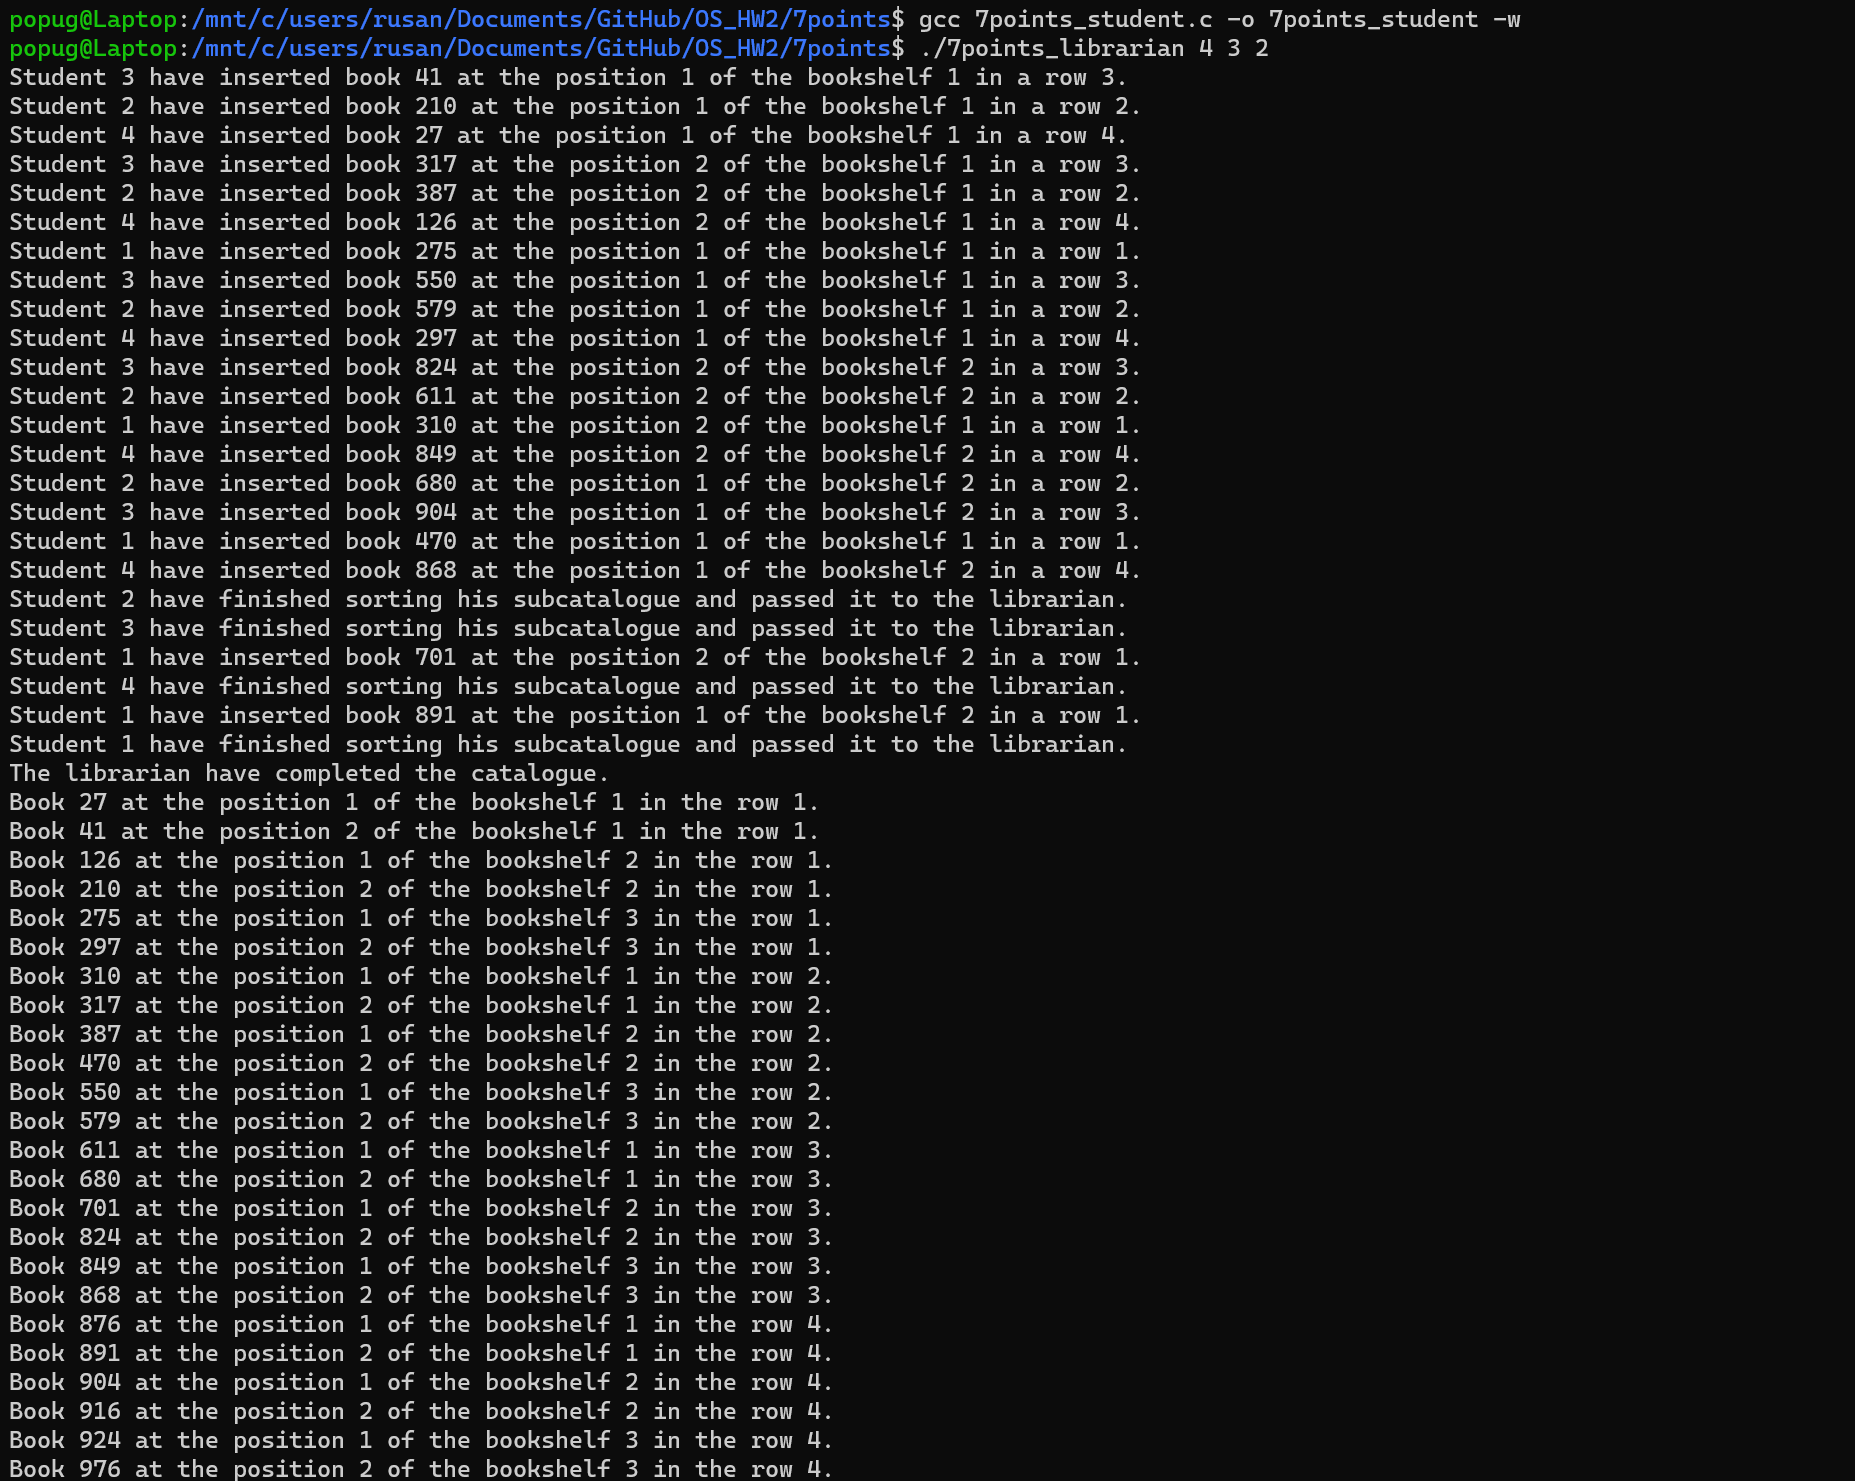 popug@Laptop:/mnt/c/users/rusan/Documents/GitHub/OS_HW2/7points$ gcc 7points_student.c -o 7points_student -w
popug@Laptop:/mnt/c/users/rusan/Documents/GitHub/OS_HW2/7points$ ./7points_librarian 4 3 2
Student 3 have inserted book 41 at the position 1 of the bookshelf 1 in a row 3.
Student 2 have inserted book 210 at the position 1 of the bookshelf 1 in a row 2.
Student 4 have inserted book 27 at the position 1 of the bookshelf 1 in a row 4.
Student 3 have inserted book 317 at the position 2 of the bookshelf 1 in a row 3.
Student 2 have inserted book 387 at the position 2 of the bookshelf 1 in a row 2.
Student 4 have inserted book 126 at the position 2 of the bookshelf 1 in a row 4.
Student 1 have inserted book 275 at the position 1 of the bookshelf 1 in a row 1.
Student 3 have inserted book 550 at the position 1 of the bookshelf 1 in a row 3.
Student 2 have inserted book 579 at the position 1 of the bookshelf 1 in a row 2.
Student 4 have inserted book 297 at the position 1 of the bookshelf 1 in a row 4.
Student 3 have inserted book 824 at the position 2 of the bookshelf 2 in a row 3.
Student 2 have inserted book 611 at the position 2 of the bookshelf 2 in a row 2.
Student 1 have inserted book 310 at the position 2 of the bookshelf 1 in a row 1.
Student 4 have inserted book 849 at the position 2 of the bookshelf 2 in a row 4.
Student 2 have inserted book 680 at the position 1 of the bookshelf 2 in a row 2.
Student 3 have inserted book 904 at the position 1 of the bookshelf 2 in a row 3.
Student 1 have inserted book 470 at the position 1 of the bookshelf 1 in a row 1.
Student 4 have inserted book 868 at the position 1 of the bookshelf 2 in a row 4.
Student 2 have finished sorting his subcatalogue and passed it to the librarian.
Student 3 have finished sorting his subcatalogue and passed it to the librarian.
Student 1 have inserted book 701 at the position 2 of the bookshelf 2 in a row 1.
Student 4 have finished sorting his subcatalogue and passed it to the librarian.
Student 1 have inserted book 891 at the position 1 of the bookshelf 2 in a row 1.
Student 1 have finished sorting his subcatalogue and passed it to the librarian.
The librarian have completed the catalogue.
Book 27 at the position 1 of the bookshelf 1 in the row 1.
Book 41 at the position 2 of the bookshelf 1 in the row 1.
Book 126 at the position 1 of the bookshelf 2 in the row 1.
Book 210 at the position 2 of the bookshelf 2 in the row 1.
Book 275 at the position 1 of the bookshelf 3 in the row 1.
Book 297 at the position 2 of the bookshelf 3 in the row 1.
Book 310 at the position 1 of the bookshelf 1 in the row 2.
Book 317 at the position 2 of the bookshelf 1 in the row 2.
Book 387 at the position 1 of the bookshelf 2 in the row 2.
Book 470 at the position 2 of the bookshelf 2 in the row 2.
Book 550 at the position 1 of the bookshelf 3 in the row 2.
Book 579 at the position 2 of the bookshelf 3 in the row 2.
Book 611 at the position 1 of the bookshelf 1 in the row 3.
Book 680 at the position 2 of the bookshelf 1 in the row 3.
Book 701 at the position 1 of the bookshelf 2 in the row 3.
Book 824 at the position 2 of the bookshelf 2 in the row 3.
Book 849 at the position 1 of the bookshelf 3 in the row 3.
Book 868 at the position 2 of the bookshelf 3 in the row 3.
Book 876 at the position 1 of the bookshelf 1 in the row 4.
Book 891 at the position 2 of the bookshelf 1 in the row 4.
Book 904 at the position 1 of the bookshelf 2 in the row 4.
Book 916 at the position 2 of the bookshelf 2 in the row 4.
Book 924 at the position 1 of the bookshelf 3 in the row 4.
Book 976 at the position 2 of the bookshelf 3 in the row 4.